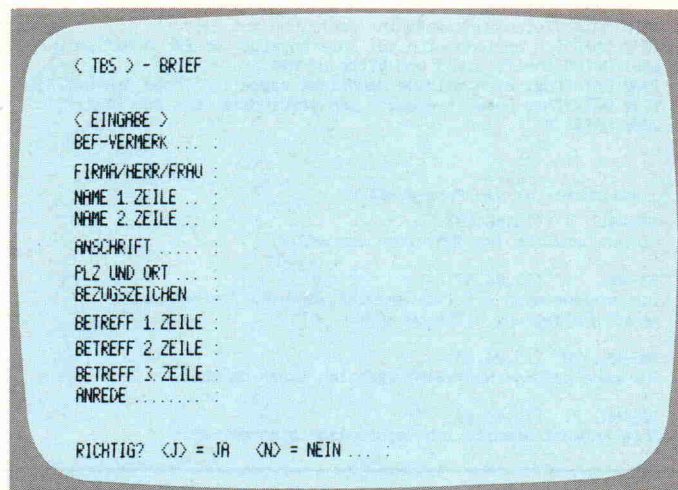 < TBS > - BRIEF
< EINGABE >
BEF-VERMERK ... :
FIRMA/HERR/FRAU :
NAME 1. ZEILE .. :
NAME 2. ZEILE .. :
ANSCHRIFT ...... :
PLZ UND ORT .... :
BEZUGSZEICHEN :
BETREFF 1. ZEILE :
BETREFF 2. ZEILE :
BETREFF 3. ZEILE :
ANREDE ......... :
RICHTIG? <J> = JA <N> = NEIN ... :